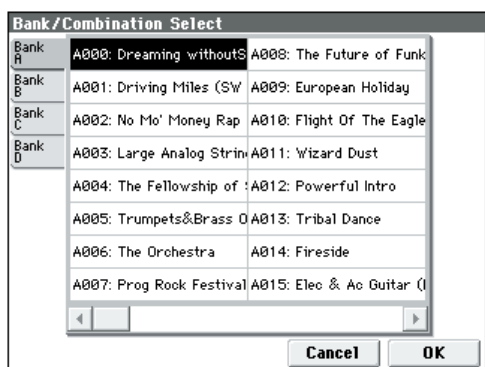 Bank/Combination Select
Bank A
Bank B
Bank C
Bank D
A000: Dreaming withoutS
A001: Driving Miles (SW
A002: No Mo' Money Rap
A003: Large Analog Strin
A004: The Fellowship of
A005: Trumpets&Brass O
A006: The Orchestra
A007: Prog Rock Festival
A008: The Future of Funk
A009: European Holiday
A010: Flight Of The Eagle
A011: Wizard Dust
A012: Powerful Intro
A013: Tribal Dance
A014: Fireside
A015: Elec & Ac Guitar (
Cancel
OK